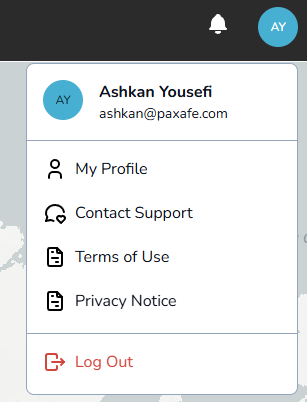 AY
AY
Ashkan Yousefi
ashkan@paxafe.com
My Profile
Contact Support
Terms of Use
Privacy Notice
Log Out